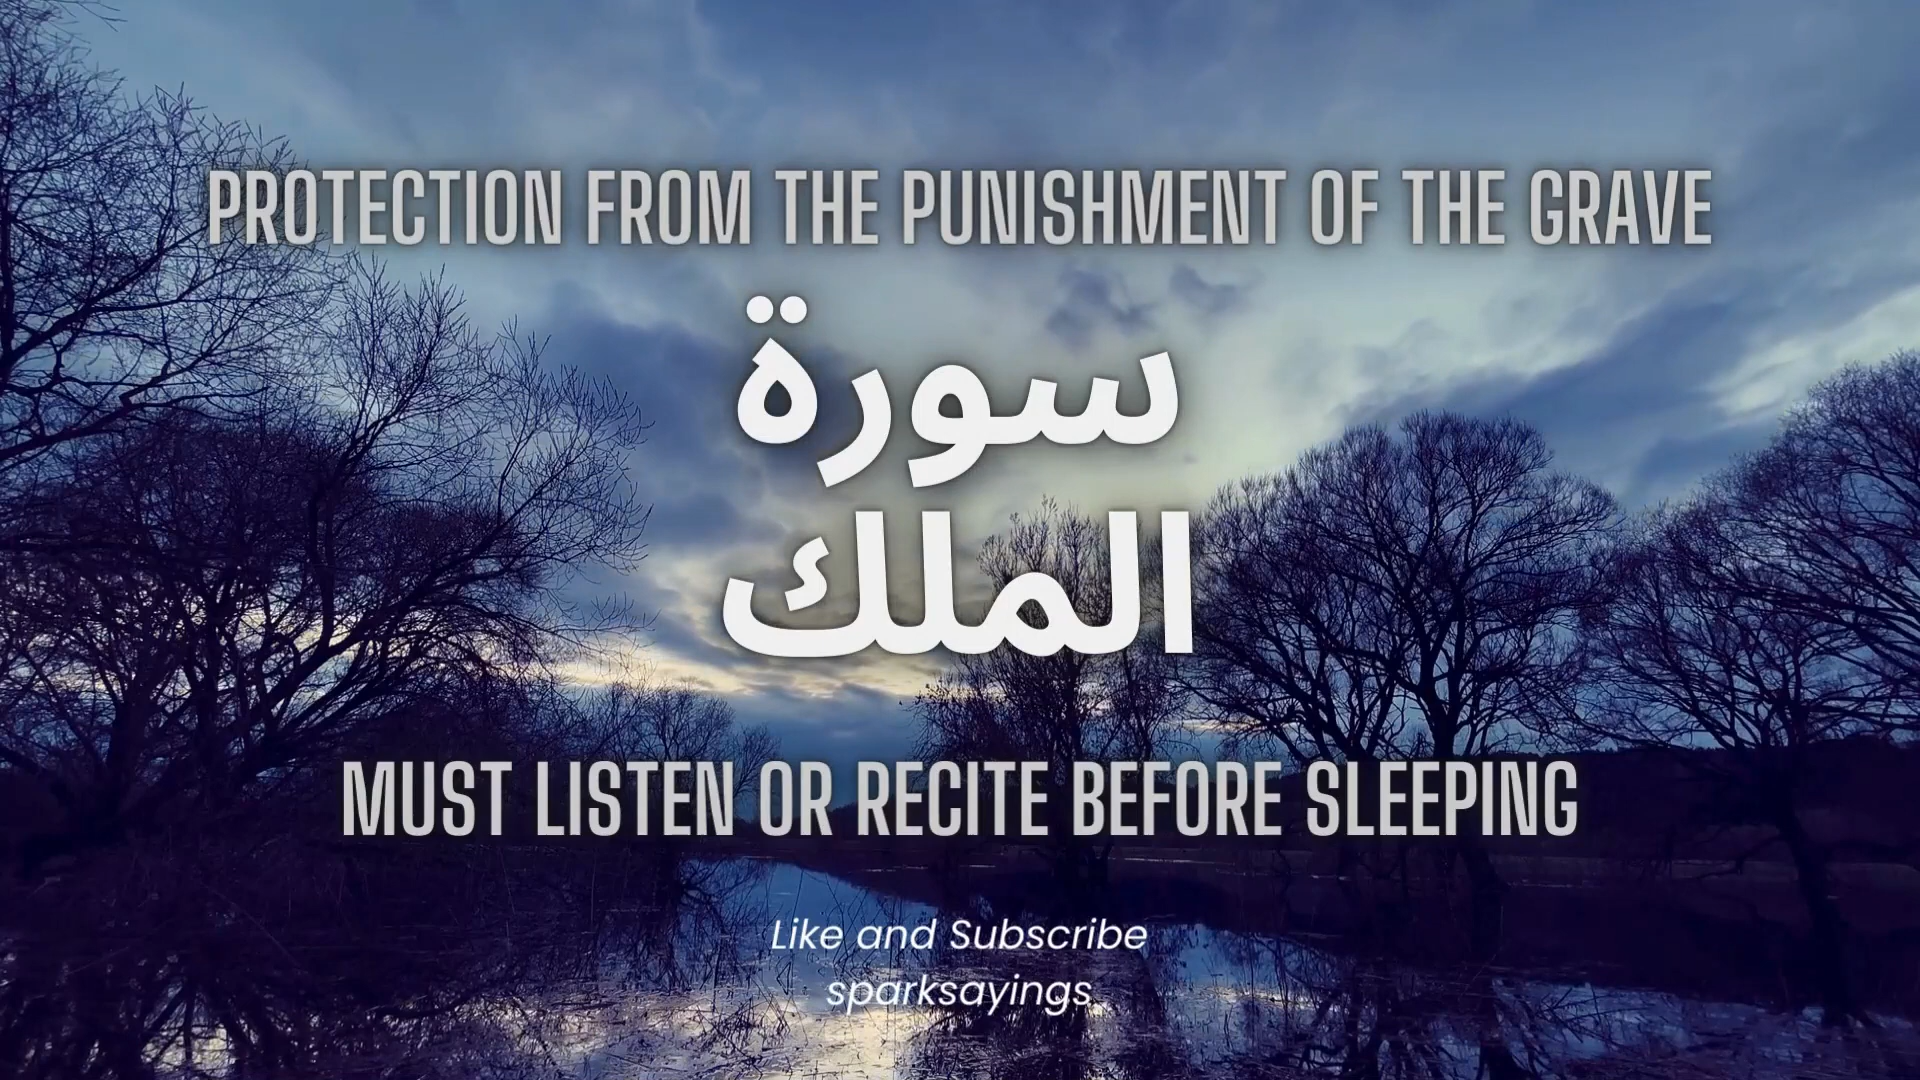 PROTECTION FROM THE PUNISHMENT OF THE GRAVE
سورة
الملك
MUST LISTEN OR RECITE BEFORE SLEEPING
Like and Subscribe
sparksayings